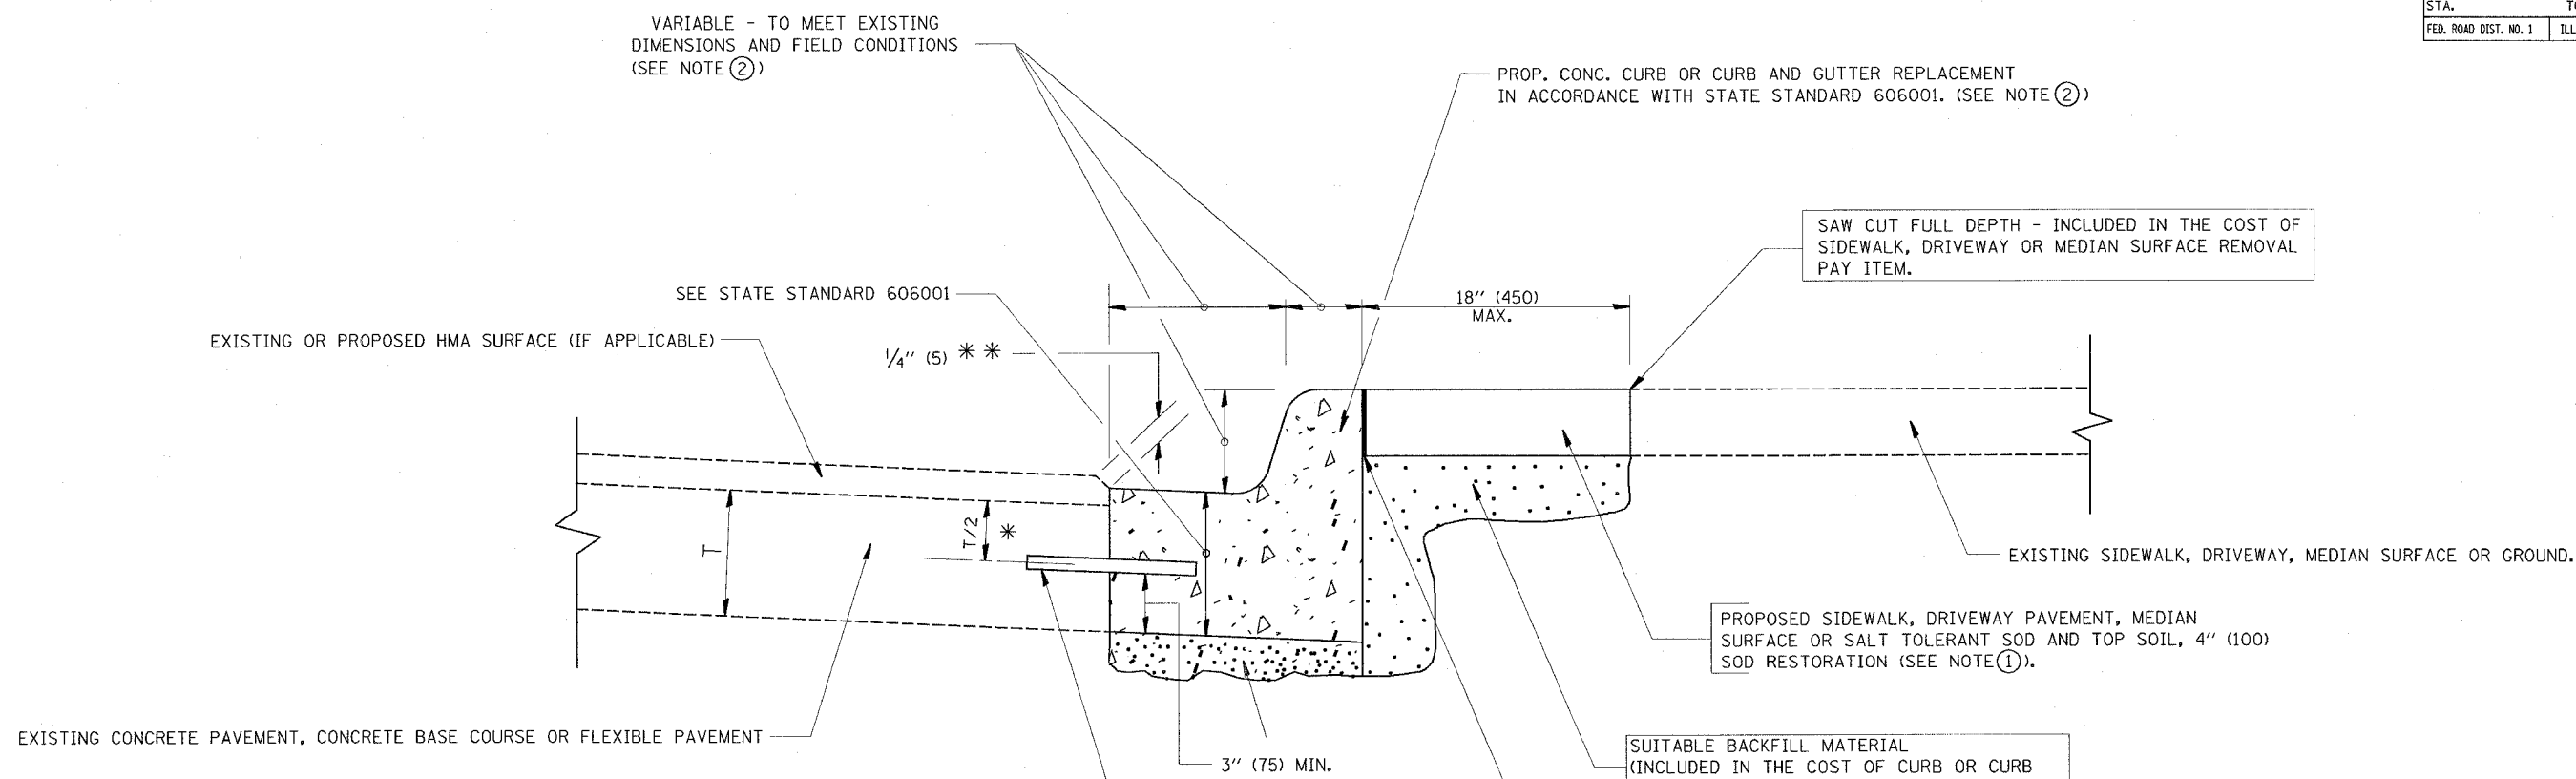 STA.
FED. ROAD DIST. NO. 1
VARIABLE - TO MEET EXISTING
DIMENSIONS AND FIELD CONDITIONS
(SEE NOTE ②)
PROP. CONC. CURB OR CURB AND GUTTER REPLACEMENT
IN ACCORDANCE WITH STATE STANDARD 606001. (SEE NOTE ②)
SAW CUT FULL DEPTH - INCLUDED IN THE COST OF
SIDEWALK, DRIVEWAY OR MEDIAN SURFACE REMOVAL
PAY ITEM.
SEE STATE STANDARD 606001
18" (450)
MAX.
EXISTING OR PROPOSED HMA SURFACE (IF APPLICABLE)
1/4" (5) * *
T
T/2 *
EXISTING SIDEWALK, DRIVEWAY, MEDIAN SURFACE OR GROUND.
PROPOSED SIDEWALK, DRIVEWAY PAVEMENT, MEDIAN
SURFACE OR SALT TOLERANT SOD AND TOP SOIL, 4" (100)
SOD RESTORATION (SEE NOTE ①).
EXISTING CONCRETE PAVEMENT, CONCRETE BASE COURSE OR FLEXIBLE PAVEMENT
3" (75) MIN.
SUITABLE BACKFILL MATERIAL
(INCLUDED IN THE COST OF CURB OR CURB